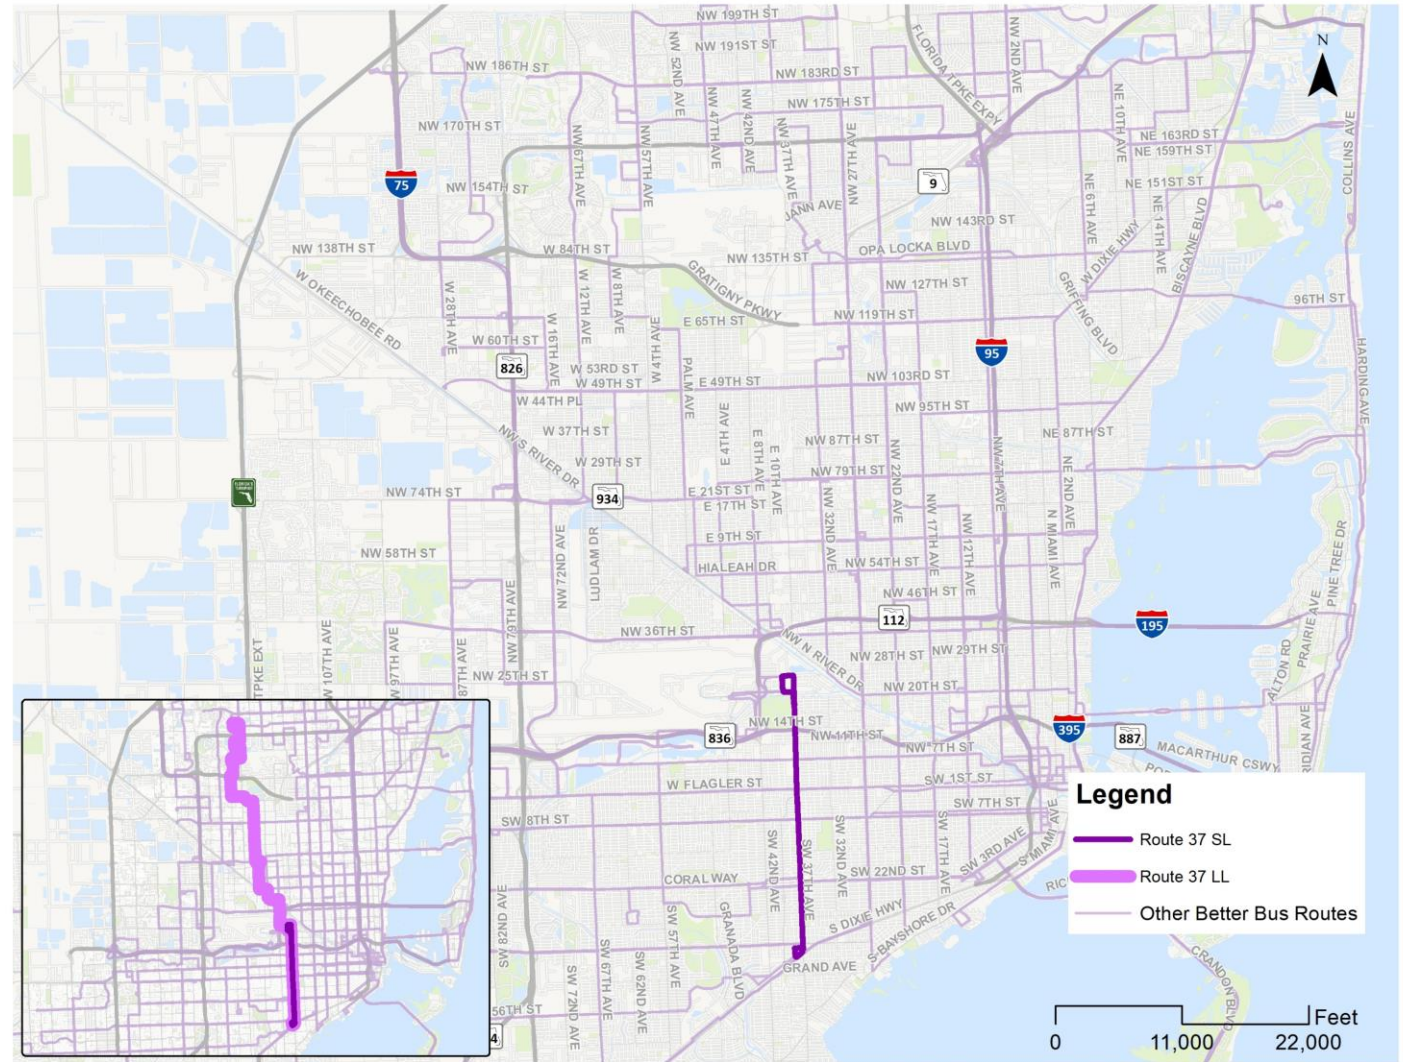 NW 199TH ST
NW 191ST ST
NW 186TH ST
NW 183RD ST
NW 175TH ST
NW 170TH ST
NW 52ND AVE
NW 47TH AVE
NW 42ND AVE
NW 37TH AVE
NW 27TH AVE
NW 67TH AVE
NW 57TH AVE
FLORIDA TPKE EXPY
NW 2ND AVE
NE 10TH AVE
NE 163RD ST
NE 159TH ST
NE 151ST ST
COLLINS AVE
N
75
9
NW 154TH ST
JANN AVE
NW 143RD ST
NE 6TH AVE
NE 14TH AVE
W DIXIE HWY
BISCAYNE BLVD
NW 138TH ST
W 84TH ST
NW 135TH ST
OPA LOCKA BLVD
W OKEECHOBEE RD
W 28TH AVE
W 12TH AVE
W 8TH AVE
GRATIGNY PKWY
NW 127TH ST
GRIFFING BLVD
96TH ST
W 16TH AVE
W 4TH AVE
E 65TH ST
NW 119TH ST
W 60TH ST
826
95
HARDING AVE
W 53RD ST
W 49TH ST
PALM AVE
E 49TH ST
NW 103RD ST
W 44TH PL
NW 95TH ST
NW S RIVER DR
W 37TH ST
E 4TH AVE
E 8TH AVE
E 10TH AVE
NW 87TH ST
NW 22ND AVE
NW 7TH AVE
NE 87TH ST
W 29TH ST
NW 79TH ST
NE 2ND AVE
NW 74TH ST
934
E 21ST ST
E 17TH ST
NW 32ND AVE
NW 17TH AVE
NW 12TH AVE
N MIAMI AVE
PINE TREE DR
NW 58TH ST
NW 72ND AVE
LUDLAM DR
E 9TH ST
HIALEAH DR
NW 54TH ST
NW 46TH ST
NW 79TH AVE
112
195
NW 36TH ST
NW N RIVER DR
NW 28TH ST
NW 29TH ST
PRAIRIE AVE
ALTON RD
TPKE EXT
W 107TH AVE
W 97TH AVE
87TH AVE
NW 25TH ST
NW 20TH ST
NW 14TH ST
836
NW 11TH ST
NW 7TH ST
395
887
MACARTHUR CSWY
RIDIAN AVE
W FLAGLER ST
SW 1ST ST
SW 8TH ST
SW 7TH ST
SW 42ND AVE
SW 37TH AVE
SW 32ND AVE
SW 17TH AVE
SW 3RD AVE
S MIAMI AVE
CORAL WAY
SW 22ND ST
SW 82ND AVE
S DIXIE HWY
S BAYSHORE DR
SW 57TH AVE
GRANADA BLVD
SW 72ND AVE
SW 67TH AVE
SW 62ND AVE
GRAND AVE
56TH ST
4
CRANDON BLVD
Legend
Route 37 SL
Route 37 LL
Other Better Bus Routes
Feet
0 11,000 22,000